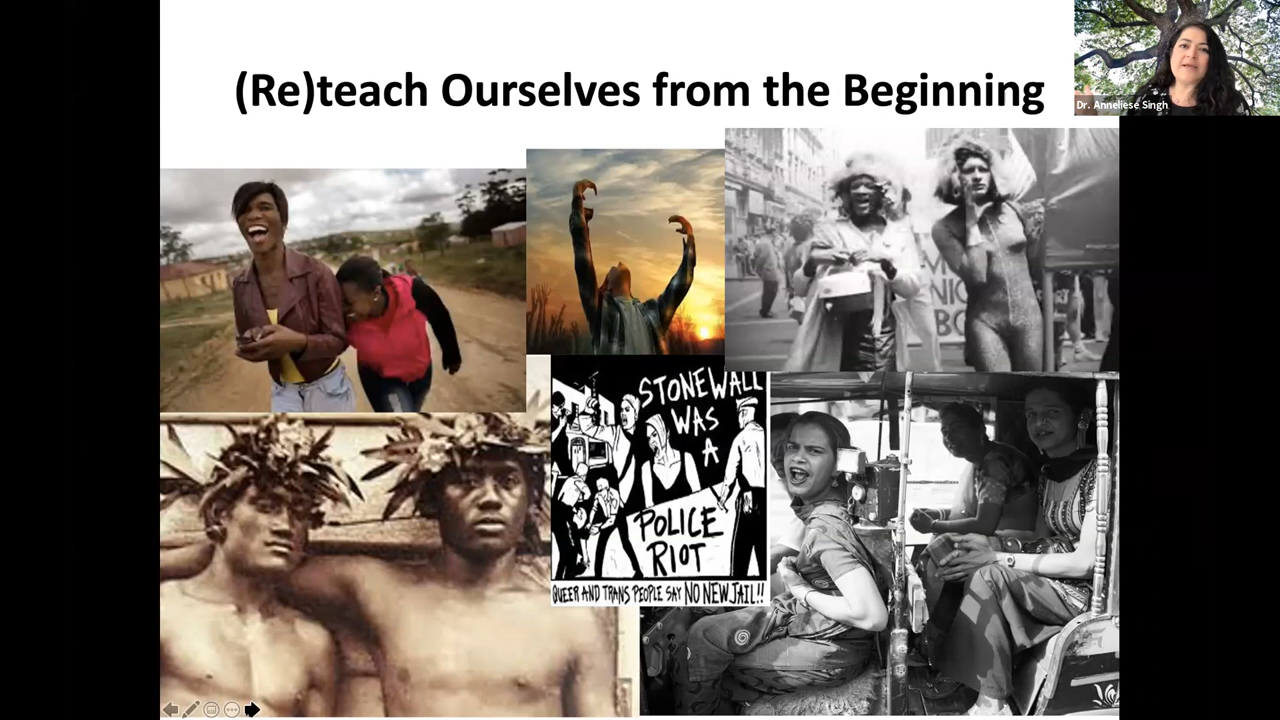 (Re)teach Ourselves from the Beginning
Dr. Anneliese Singh
STONEWALL
WAS
A
POLICE
RIOT
QUEER AND TRANS PEOPLE SAY NO NEW JAIL!!